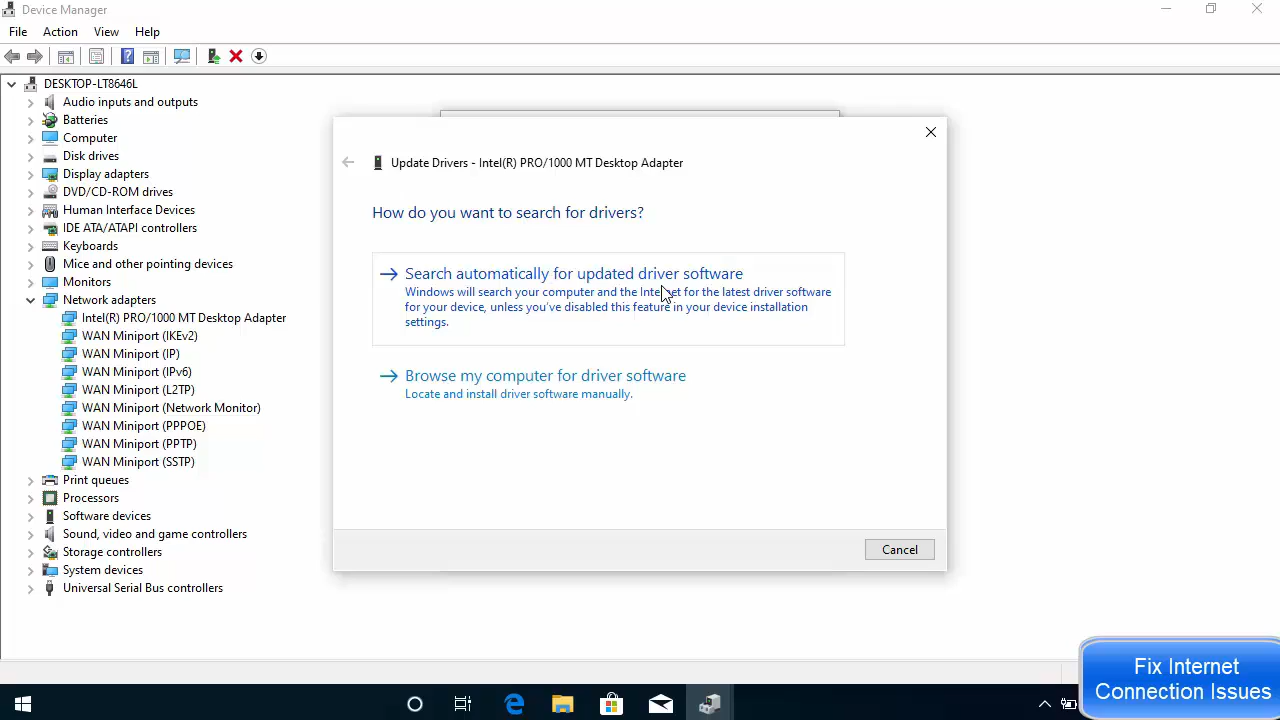 Device Manager
File Action View Help
DESKTOP-LT8646L
Audio inputs and outputs
Batteries
Computer
Disk drives
Display adapters
DVD/CD-ROM drives
Human Interface Devices
IDE ATA/ATAPI controllers
Keyboards
Mice and other pointing devices
Monitors
Network adapters
Intel(R) PRO/1000 MT Desktop Adapter
WAN Miniport (IKEv2)
WAN Miniport (IP)
WAN Miniport (IPv6)
WAN Miniport (L2TP)
WAN Miniport (Network Monitor)
WAN Miniport (PPPOE)
WAN Miniport (PPTP)
WAN Miniport (SSTP)
Print queues
Processors
Software devices
Sound, video and game controllers
Storage controllers
System devices
Universal Serial Bus controllers
Update Drivers - Intel(R) PRO/1000 MT Desktop Adapter
How do you want to search for drivers?
Search automatically for updated driver software
Windows will search your computer and the Internet for the latest driver software
for your device, unless you've disabled this feature in your device installation
settings.
Browse my computer for driver software
Locate and install driver software manually.
Cancel
Fix Internet
Connection Issues